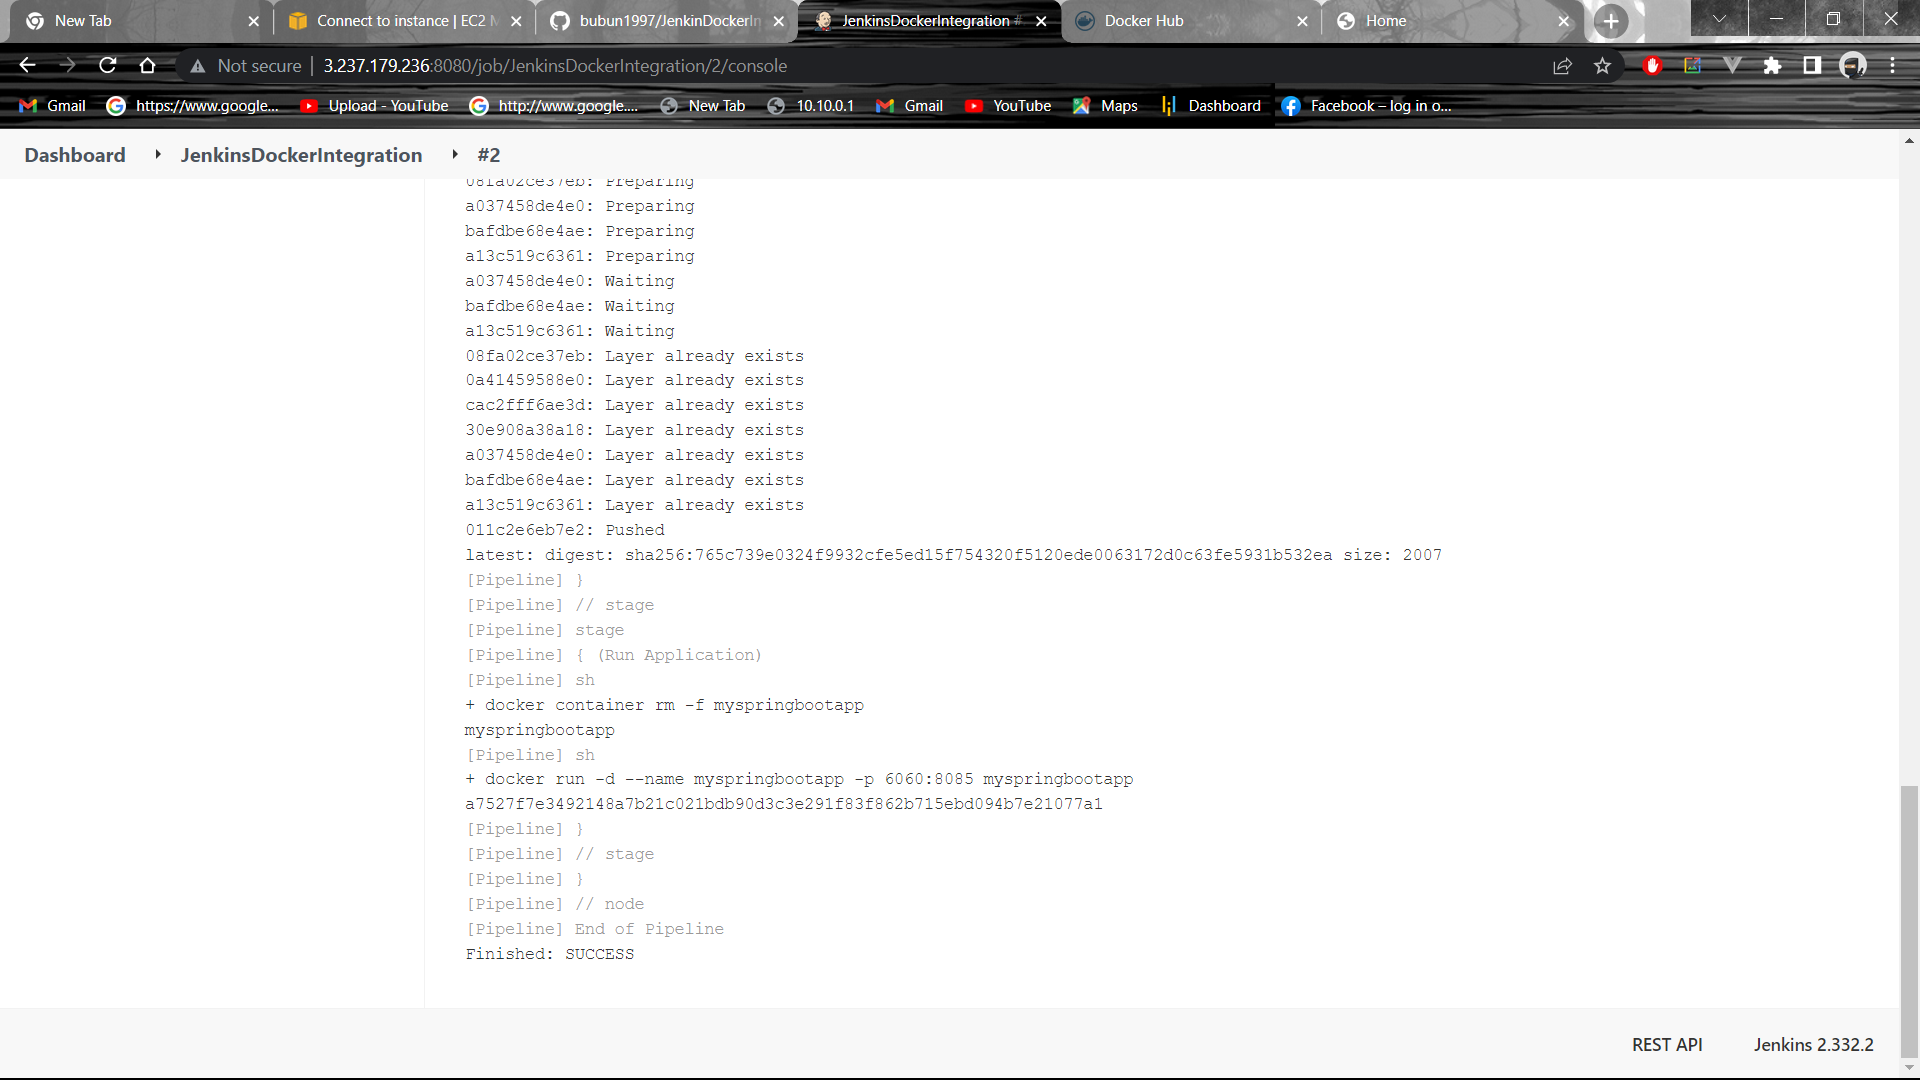 New Tab
Connect to instance | EC2 M
bubun1997/JenkinDockerIn
JenkinsDockerIntegration #
Docker Hub
Home
Not secure | 3.237.179.236:8080/job/JenkinsDockerIntegration/2/console
Gmail
https://www.google...
Upload - YouTube
http://www.google....
New Tab
10.10.0.1
Gmail
YouTube
Maps
Dashboard
Facebook – log in o...
Dashboard
JenkinsDockerIntegration
#2
08fa02ce37eb: Preparing
a037458de4e0: Preparing
bafdbe68e4ae: Preparing
a13c519c6361: Preparing
a037458de4e0: Waiting
bafdbe68e4ae: Waiting
a13c519c6361: Waiting
08fa02ce37eb: Layer already exists
0a41459588e0: Layer already exists
cac2fff6ae3d: Layer already exists
30e908a38a18: Layer already exists
a037458de4e0: Layer already exists
bafdbe68e4ae: Layer already exists
a13c519c6361: Layer already exists
011c2e6eb7e2: Pushed
latest: digest: sha256:765c739e0324f9932cfe5ed15f754320f5120ede0063172d0c63fe5931b532ea size: 2007
[Pipeline] }
[Pipeline] // stage
[Pipeline] stage
[Pipeline] { (Run Application)
[Pipeline] sh
+ docker container rm -f myspringbootapp
myspringbootapp
[Pipeline] sh
+ docker run -d --name myspringbootapp -p 6060:8085 myspringbootapp
a7527f7e3492148a7b21c021bdb90d3c3e291f83f862b715ebd094b7e21077a1
[Pipeline] }
[Pipeline] // stage
[Pipeline] }
[Pipeline] // node
[Pipeline] End of Pipeline
Finished: SUCCESS
REST API
Jenkins 2.332.2